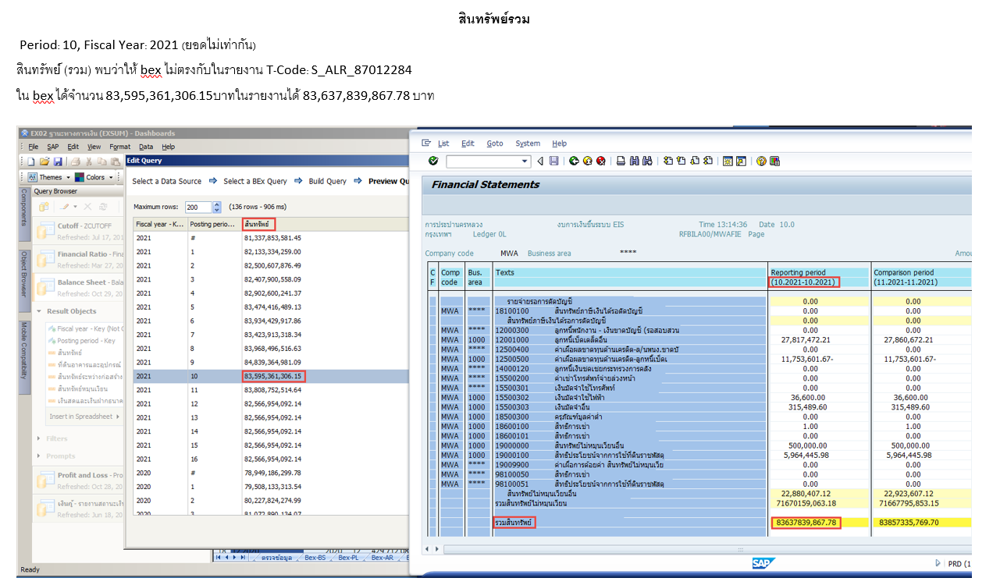 สินทรัพย์รวม
Period: 10, Fiscal Year: 2021 (ยอดไม่เท่ากัน)
สินทรัพย์ (รวม) พบว่าให้ bex ไม่ตรงกับในรายงาน T-Code: S_ALR_87012284
ใน bex ได้จำนวน 83,595,361,306.15บาทในรายงานได้ 83,637,839,867.78 บาท
EX02 ฐานะทางการเงิน (EXSUM) - Dashboards
File SAP Edit View Format Data Help
Themes Colors
Query Browser
Components
Object Browser
Mobile Compatibility
Cutoff - ZCUTOFF
Refreshed: Jul 17, 201
Financial Ratio - Fina
Refreshed: Mar 27, 20
Balance Sheet - Bala
Refreshed: Oct 29, 20
Result Objects
Fiscal year - Key (Not C
Posting period - Key
สินทรัพย์
ที่ดินอาคารและอุปกรณ์
สินทรัพย์ระหว่างก่อสร้าง
สินทรัพย์หมุนเวียน
เงินสดและเงินฝากธนาค
Insert in Spreadsheet
Filters
Prompts
Profit and Loss - Pro
Refreshed: Oct 28, 20
เงินกู้ - รายงานสถานะเงิ
Refreshed: Jun 18, 20
Ready
Edit Query
Select a Data Source Select a BEx Query Build Query Preview Qu
Maximum rows: 200 (136 rows - 906 ms)
Fiscal year - K... Posting perio... สินทรัพย์
2021 # 81,337,853,581.45
2021 1 82,133,334,259.00
2021 2 82,500,607,876.49
2021 3 82,407,900,558.09
2021 4 82,902,600,241.37
2021 5 83,474,416,489.13
2021 6 83,934,429,917.86
2021 7 83,423,913,318.34
2021 8 83,968,496,516.63
2021 9 84,839,364,981.09
2021 10 83,595,361,306.15
2021 11 83,808,752,514.64
2021 12 82,566,954,092.14
2021 13 82,566,954,092.14
2021 14 82,566,954,092.14
2021 15 82,566,954,092.14
2021 16 82,566,954,092.14
2020 # 78,949,186,299.78
2020 1 79,508,133,313.54
2020 2 80,227,824,274.99
2020 3 81,072,890,134.07
ตรวจข้อมูล Bex-BS Bex-PL Bex-AR
List Edit Goto System Help
Financial Statements
การประปานครหลวง งบการเงินขึ้นระบบ EIS Time 13:14:36 Date 10.0
กรุงเทพฯ Ledger 0L RFBILA00/MWAFIE Page
Company code MWA Business area **** Amou
C Comp Bus. Texts Reporting period Comparison period
F code area (10.2021-10.2021) (11.2021-11.2021)
รายจ่ายรอการตัดบัญชี 0.00 0.00
MWA **** 18100100 สินทรัพย์ภาษีเงินได้รอตัดบัญชี 0.00 0.00
สินทรัพย์ภาษีเงินได้รอการตัดบัญชี 0.00 0.00
MWA **** 12000300 ลูกหนี้พนักงาน - เงินขาดบัญชี (รอสอบสวน 0.00 0.00
MWA 1000 12001000 ลูกหนี้เบ็ดเตล็ดอื่น 27,817,472.21 27,860,672.21
MWA **** 12500400 ค่าเผื่อผลขาดทุนด้านเครดิต-ล/นพนง.ขาดบั 0.00 0.00
MWA 1000 12500500 ค่าเผื่อผลขาดทุนด้านเครดิต-ลูกหนี้เบ็ดเ 11,753,601.67- 11,753,601.67-
MWA **** 14000120 ลูกหนี้เงินชดเชยกระทรวงการคลัง 0.00 0.00
MWA **** 15500200 ค่าเช่าโทรศัพท์จ่ายล่วงหน้า 0.00 0.00
MWA **** 15500301 เงินมัดจำใช้โทรศัพท์ 0.00 0.00
MWA 1000 15500302 เงินมัดจำใช้ไฟฟ้า 36,600.00 36,600.00
MWA 1000 15500303 เงินมัดจำอื่น 315,489.60 315,489.60
MWA **** 18500300 ครุภัณฑ์มูลค่าต่ำ 0.00 0.00
MWA 1000 18600100 สิทธิการเช่า 1.00 1.00
MWA 1000 18600101 สิทธิการเช่า 0.00 0.00
MWA 1000 19000000 สินทรัพย์ไม่หมุนเวียนอื่น 500,000.00 500,000.00
MWA 1000 19000100 สิทธิประโยชน์จากการใช้ที่ดินราชพัสดุ 5,964,445.98 5,964,445.98
MWA **** 19009900 ค่าเผื่อการด้อยค่า สินทรัพย์ไม่หมุนเวีย 0.00 0.00
MWA **** 98100050 สิทธิการเช่า 0.00 0.00
MWA **** 98100051 สิทธิประโยชน์จากการใช้ที่ดินราชพัสดุ 0.00 0.00
สินทรัพย์ไม่หมุนเวียนอื่น 22,880,407.12 22,923,607.12
รวมสินทรัพย์ไม่หมุนเวียน 71670159,063.18 71667795,853.15
รวมสินทรัพย์ 83637839,867.78 83857335,769.70
SAP PRD (1